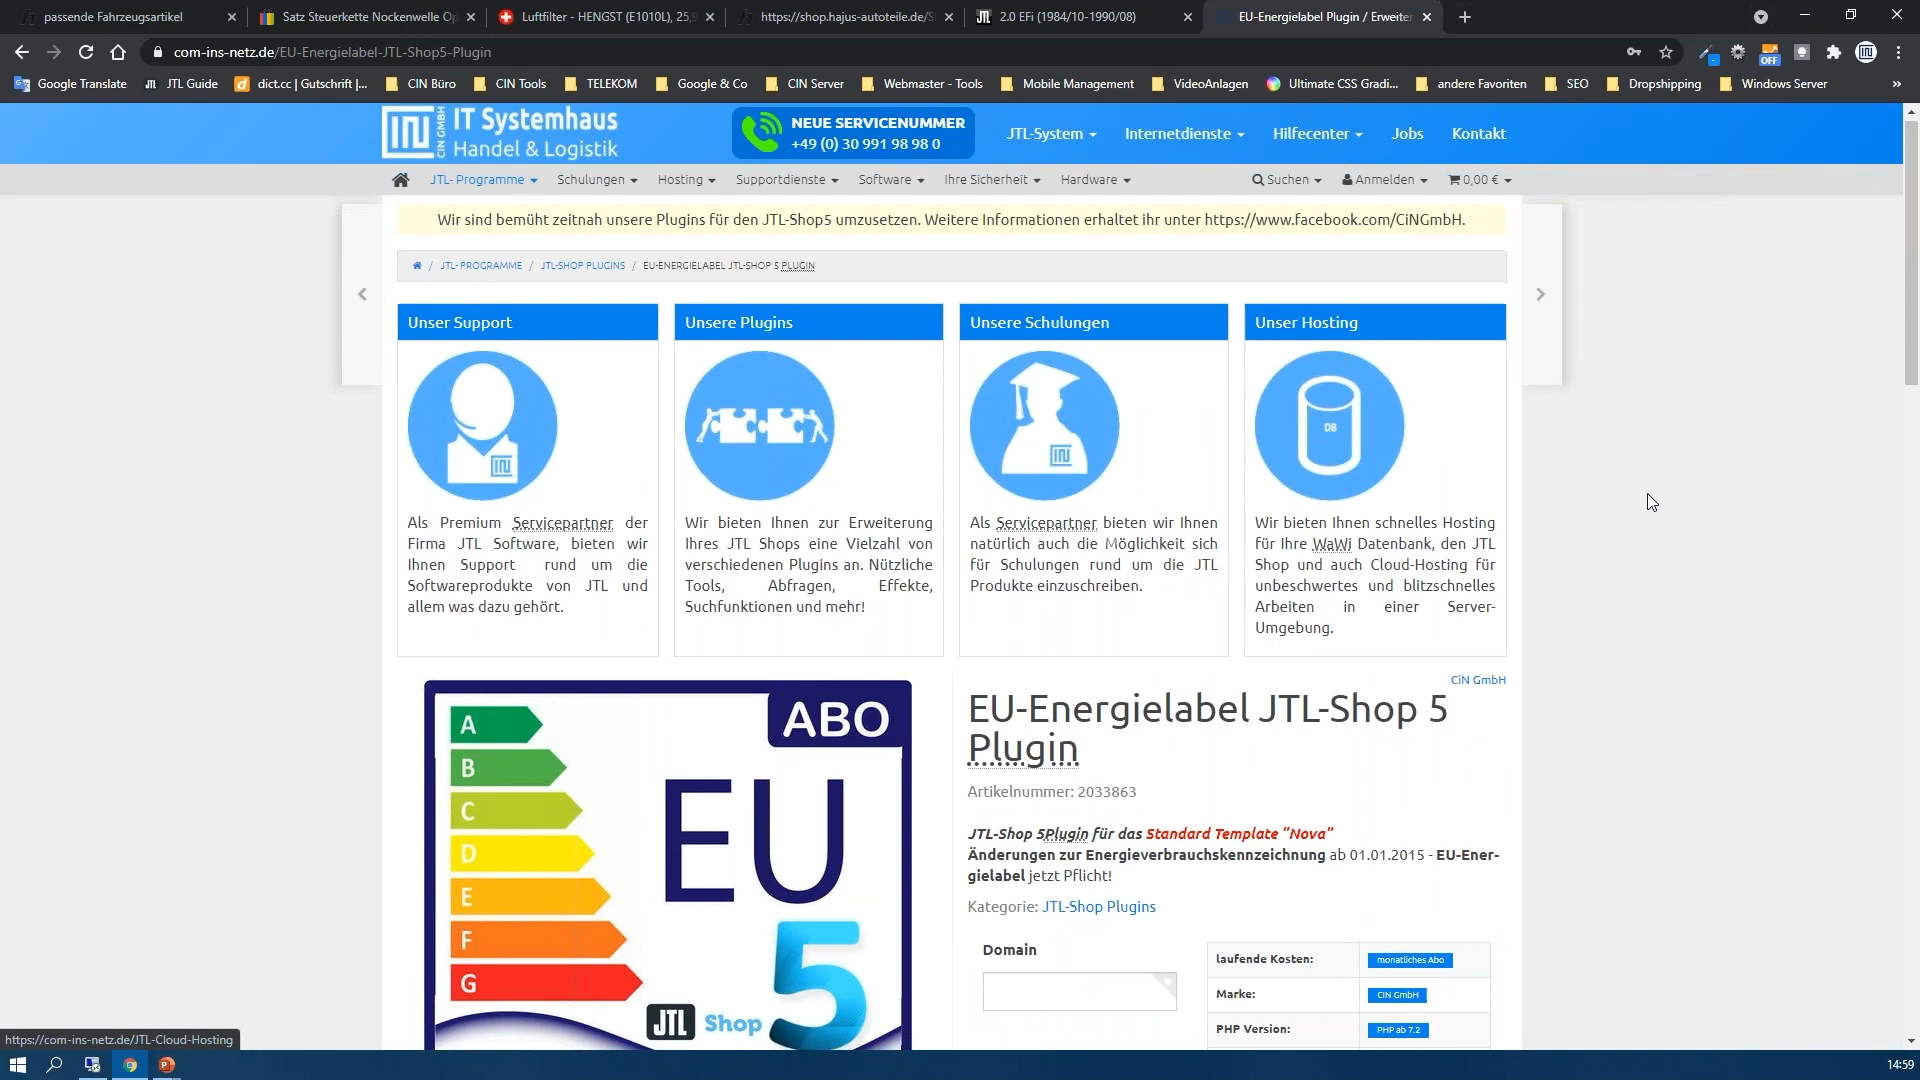 passende Fahrzeugsartikel
Satz Steuerkette Nockenwelle Op
Luftfilter - HENGST (E1010L), 25,9
https://shop.hajus-autoteile.de/S
2.0 EFi (1984/10-1990/08)
EU-Energielabel Plugin / Erweiter
com-ins-netz.de/EU-Energielabel-JTL-Shop5-Plugin
OFF
Google Translate
JTL Guide
dict.cc | Gutschrift |...
CIN Büro
CIN Tools
TELEKOM
Google & Co
CIN Server
Webmaster - Tools
Mobile Management
VideoAnlagen
Ultimate CSS Gradi...
andere Favoriten
SEO
Dropshipping
Windows Server
CIN GMBH
IT Systemhaus
Handel & Logistik
NEUE SERVICENUMMER
+49 (0) 30 991 98 98 0
JTL-System
Internetdienste
Hilfecenter
Jobs
Kontakt
JTL- Programme
Schulungen
Hosting
Supportdienste
Software
Ihre Sicherheit
Hardware
Suchen
Anmelden
0,00 €
Wir sind bemüht zeitnah unsere Plugins für den JTL-Shop5 umzusetzen. Weitere Informationen erhaltet ihr unter https://www.facebook.com/CiNGmbH.
/ JTL- PROGRAMME / JTL-SHOP PLUGINS / EU-ENERGIELABEL JTL-SHOP 5 PLUGIN
Unser Support
Als Premium Servicepartner der
Firma JTL Software, bieten wir
Ihnen Support rund um die
Softwareprodukte von JTL und
allem was dazu gehört.
Unsere Plugins
Wir bieten Ihnen zur Erweiterung
Ihres JTL Shops eine Vielzahl von
verschiedenen Plugins an. Nützliche
Tools, Abfragen, Effekte,
Suchfunktionen und mehr!
Unsere Schulungen
Als Servicepartner bieten wir Ihnen
natürlich auch die Möglichkeit sich
für Schulungen rund um die JTL
Produkte einzuschreiben.
Unser Hosting
DB
Wir bieten Ihnen schnelles Hosting
für Ihre WaWi Datenbank, den JTL
Shop und auch Cloud-Hosting für
unbeschwertes und blitzschnelles
Arbeiten in einer Server-
Umgebung.
ABO
A
B
C
D
E
F
G
EU
5
JTL Shop
CiN GmbH
EU-Energielabel JTL-Shop 5
Plugin
Artikelnummer: 2033863
JTL-Shop 5Plugin für das Standard Template "Nova"
Änderungen zur Energieverbrauchskennzeichnung ab 01.01.2015 - EU-Ener-
gielabel jetzt Pflicht!
Kategorie: JTL-Shop Plugins
Domain
laufende Kosten: monatliches Abo
Marke: CIN GmbH
PHP Version: PHP ab 7.2
https://com-ins-netz.de/JTL-Cloud-Hosting
14:59